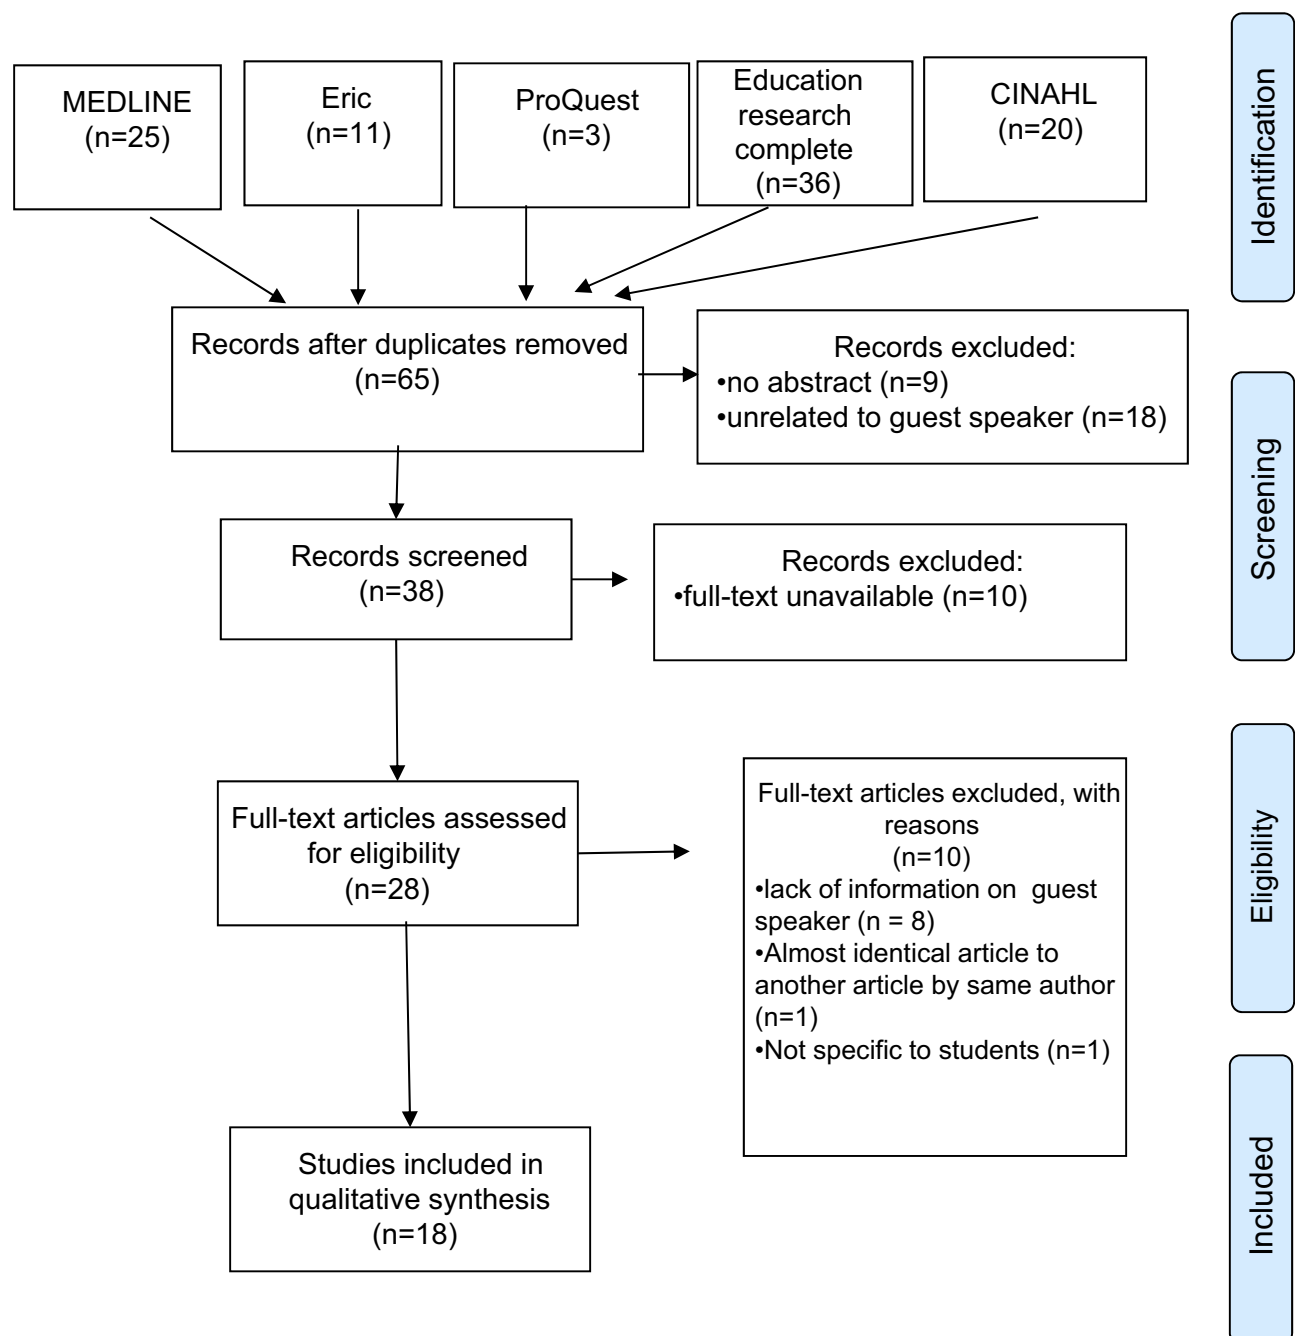 MEDLINE
(n=25)
Eric
(n=11)
ProQuest
(n=3)
Education
research
complete
(n=36)
CINAHL
(n=20)
Identification
Records after duplicates removed
(n=65)
Records excluded:
•no abstract (n=9)
•unrelated to guest speaker (n=18)
Screening
Records screened
(n=38)
Records excluded:
•full-text unavailable (n=10)
Full-text articles assessed
for eligibility
(n=28)
Full-text articles excluded, with
reasons
(n=10)
•lack of information on  guest
speaker (n = 8)
•Almost identical article to
another article by same author
(n=1)
•Not specific to students (n=1)
Eligibility
Studies included in
qualitative synthesis
(n=18)
Included